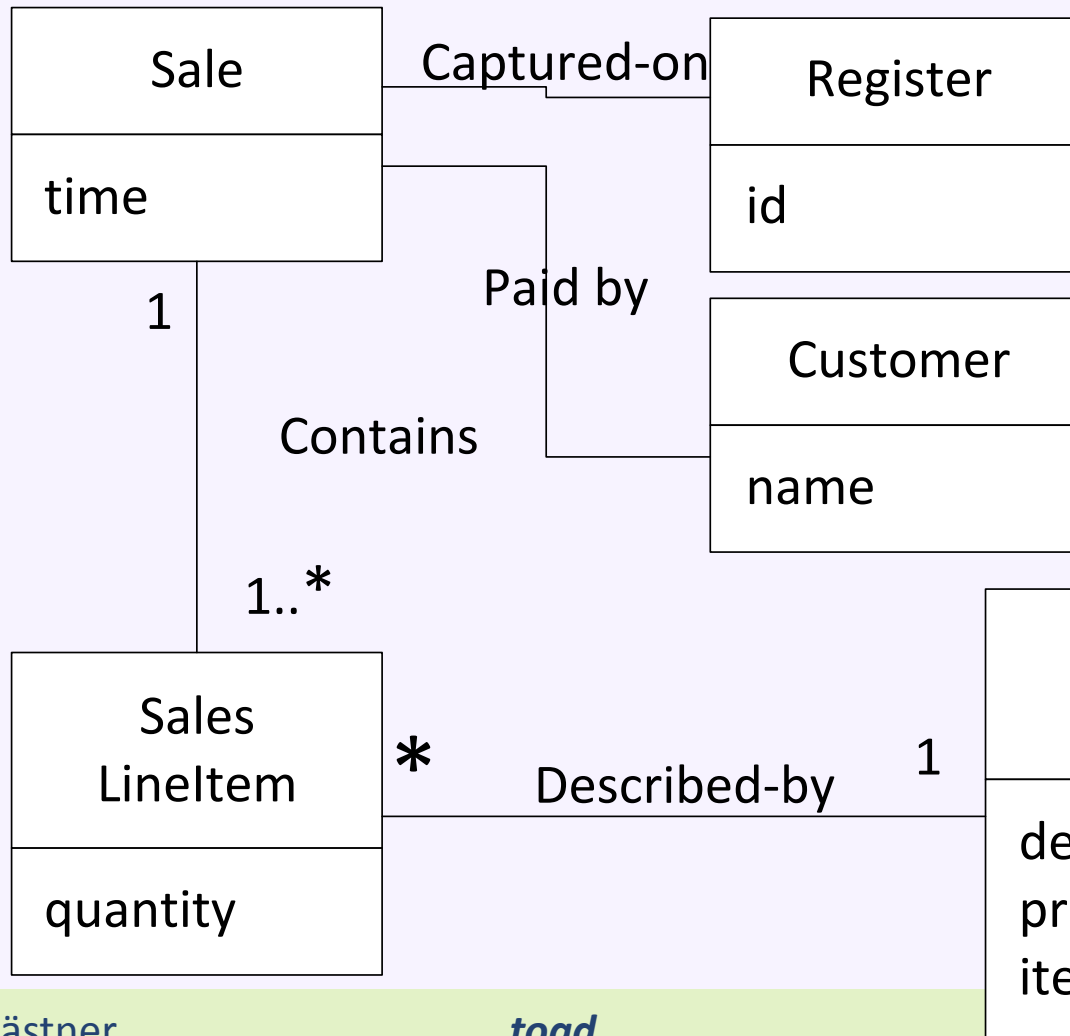 Sale
Captured-on
Register
time
id
1
Paid by
Customer
Contains
name
1..*
Sales
LineItem
*
Described-by
1
quantity
toad